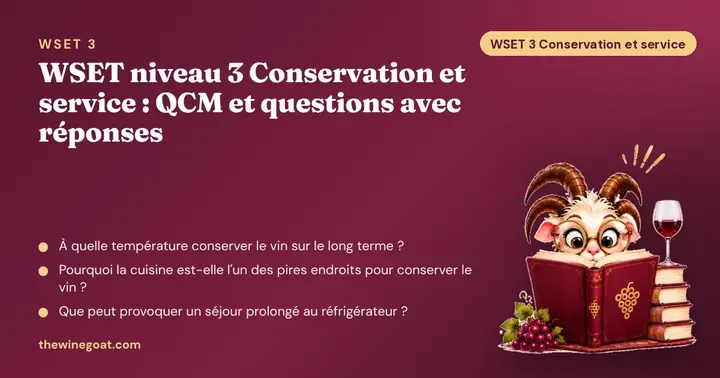 WSET 3
WSET 3 Conservation et service
WSET niveau 3 Conservation et
service : QCM et questions avec
réponses
À quelle température conserver le vin sur le long terme ?
Pourquoi la cuisine est-elle l'un des pires endroits pour conserver le
vin ?
Que peut provoquer un séjour prolongé au réfrigérateur ?
thewinegoat.com